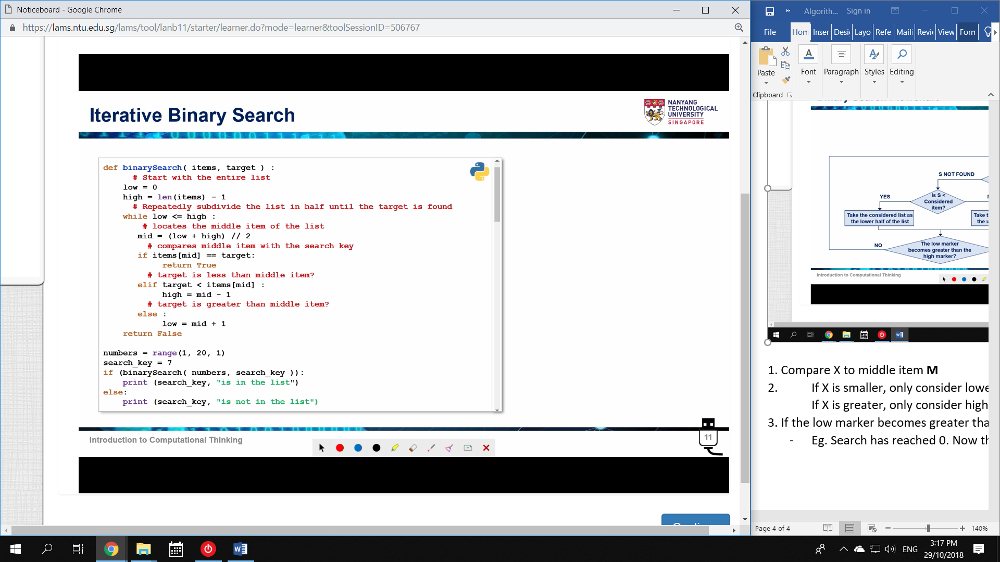 Noticeboard - Google Chrome
https://lams.ntu.edu.sg/lams/tool/lanb11/starter/learner.do?mode=learner&toolSessionID=506767
Iterative Binary Search
NANYANG
TECHNOLOGICAL
UNIVERSITY
SINGAPORE
def binarySearch( items, target ) :
# Start with the entire list
low = 0
high = len(items) - 1
# Repeatedly subdivide the list in half until the target is found
while low <= high :
# locates the middle item of the list
mid = (low + high) // 2
# compares middle item with the search key
if items[mid] == target:
return True
# target is less than middle item?
elif target < items[mid] :
high = mid - 1
# target is greater than middle item?
else :
low = mid + 1
return False
numbers = range(1, 20, 1)
search_key = 7
if (binarySearch( numbers, search_key )):
print (search_key, "is in the list")
else:
print (search_key, "is not in the list")
Introduction to Computational Thinking
11
Algorith...
Sign in
File
Hom
Inser
Desi
Layo
Refe
Maili
Revi
View
Form
Paste
Font
Paragraph
Styles
Editing
Clipboard
S NOT FOUND
YES
Is S <
Considered
item?
Take the considered list as
the lower half of the list
Take t
the u
NO
The low marker
becomes greater than the
high marker?
Introduction to Computational Thinking
1. Compare X to middle item M
2. If X is smaller, only consider lowe
If X is greater, only consider high
3. If the low marker becomes greater tha
- Eg. Search has reached 0. Now th
Page 4 of 4
140%
ENG
3:17 PM
29/10/2018